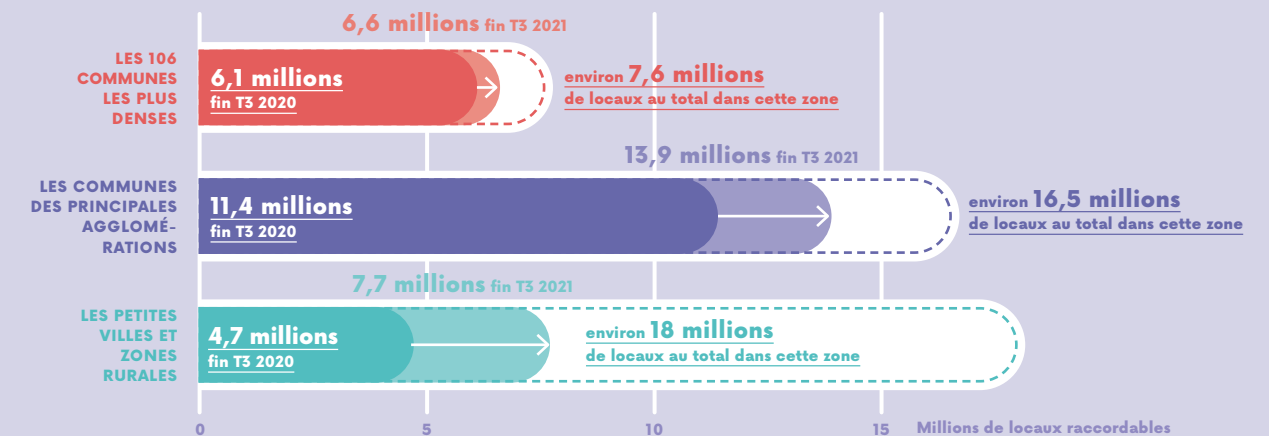 6,6 millions fin T3 2021
LES 106
COMMUNES
LES PLUS
DENSES
6,1 millions
fin T3 2020
environ 7,6 millions
de locaux au total dans cette zone
13,9 millions fin T3 2021
LES COMMUNES
DES PRINCIPALES
AGGLOMÉ-
RATIONS
11,4 millions
fin T3 2020
environ 16,5 millions
de locaux au total dans cette zone
7,7 millions fin T3 2021
LES PETITES
VILLES ET
ZONES
RURALES
4,7 millions
fin T3 2020
environ 18 millions
de locaux au total dans cette zone
0 5 10 15 Millions de locaux raccordables